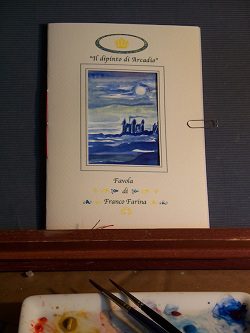 "Il dipinto di Arcadio"
Favola
di
Franco Farina